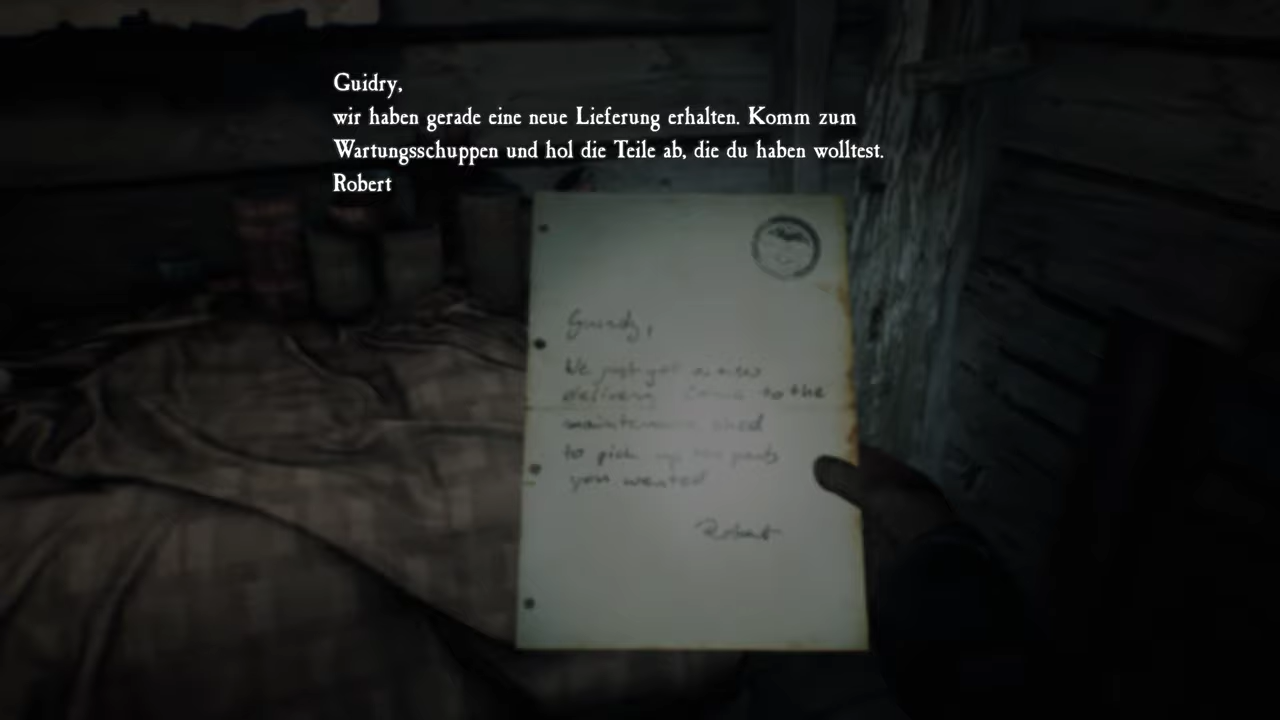 Guidry,
wir haben gerade eine neue Lieferung erhalten. Komm zum
Wartungsschuppen und hol die Teile ab, die du haben wolltest.
Robert
Guidry,
We just got a new
delivery. Come to the
maintenance shed
to pick up the parts
you wanted
Robert